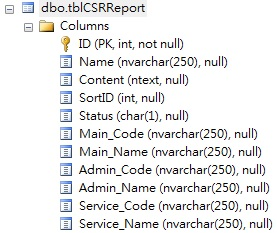 dbo.tblCSRReport
Columns
ID (PK, int, not null)
Name (nvarchar(250), null)
Content (ntext, null)
SortID (int, null)
Status (char(1), null)
Main_Code (nvarchar(250), null)
Main_Name (nvarchar(250), null)
Admin_Code (nvarchar(250), null)
Admin_Name (nvarchar(250), null)
Service_Code (nvarchar(250), null)
Service_Name (nvarchar(250), null)